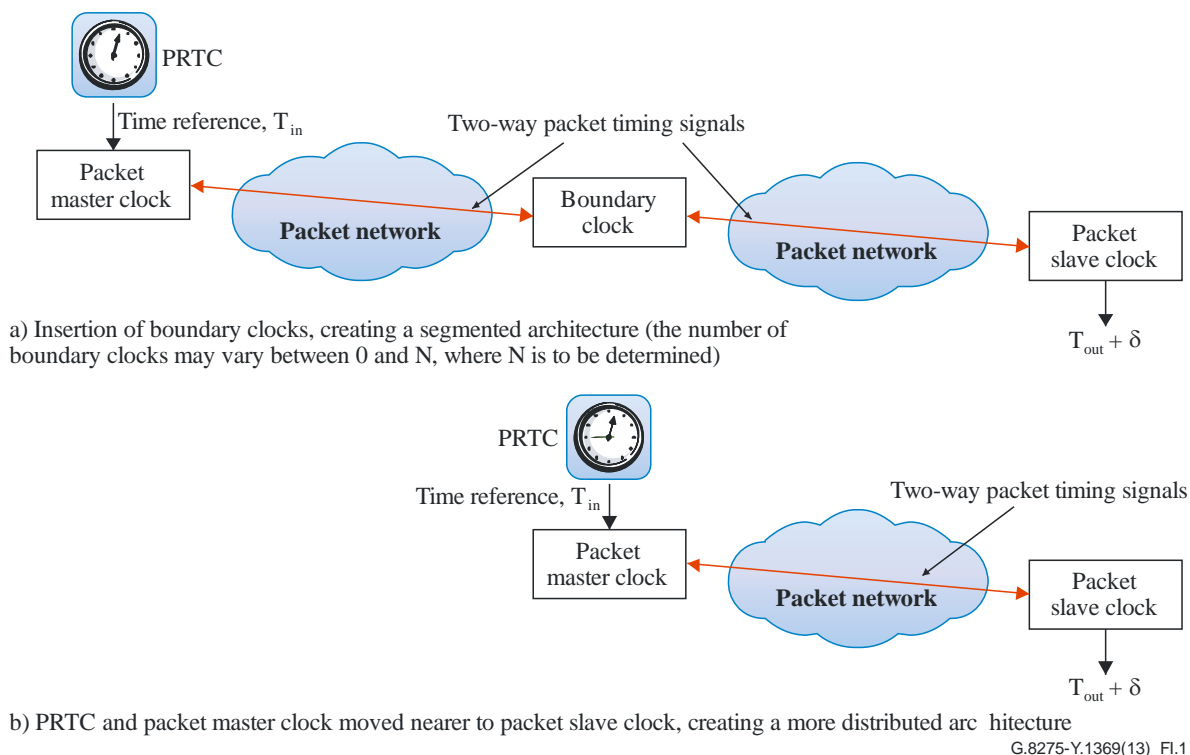 PRTC
Time reference, T in
Two-way packet timing signals
Packet
master clock
Packet network
Boundary
clock
Packet network
Packet
slave clock
T out + δ
a) Insertion of boundary clocks, creating a segmented architecture (the number of
boundary clocks may vary between 0 and N, where N is to be determined)
PRTC
Time reference, T in
Two-way packet timing signals
Packet
master clock
Packet network
Packet
slave clock
T out + δ
b) PRTC and packet master clock moved nearer to packet slave clock, creating a more distributed arc hitecture
G.8275-Y.1369(13)_FI.1